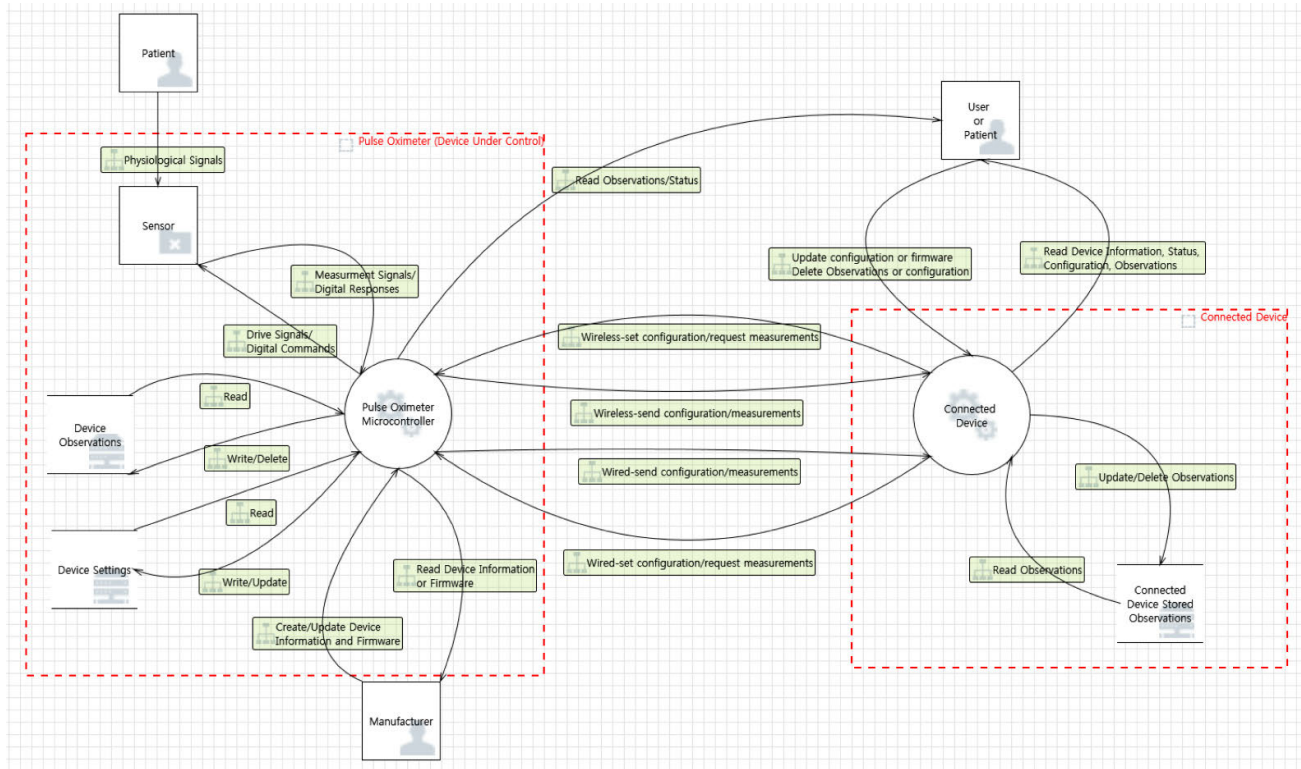 Patient
Pulse Oximeter (Device Under Control)
Physiological Signals
Sensor
User
or
Patient
Read Observations/Status
Measurment Signals/
Digital Responses
Update configuration or firmware
Delete Observations or configuration
Read Device Information, Status,
Configuration, Observations
Connected Device
Drive Signals/
Digital Commands
Wireless-set configuration/request measurements
Read
Pulse Oximeter
Microcontroller
Wireless-send configuration/measurements
Connected
Device
Device
Observations
Write/Delete
Wired-send configuration/measurements
Update/Delete Observations
Read
Device Settings
Write/Update
Read Device Information
or Firmware
Wired-set configuration/request measurements
Read Observations
Connected
Device Stored
Observations
Create/Update Device
Information and Firmware
Manufacturer